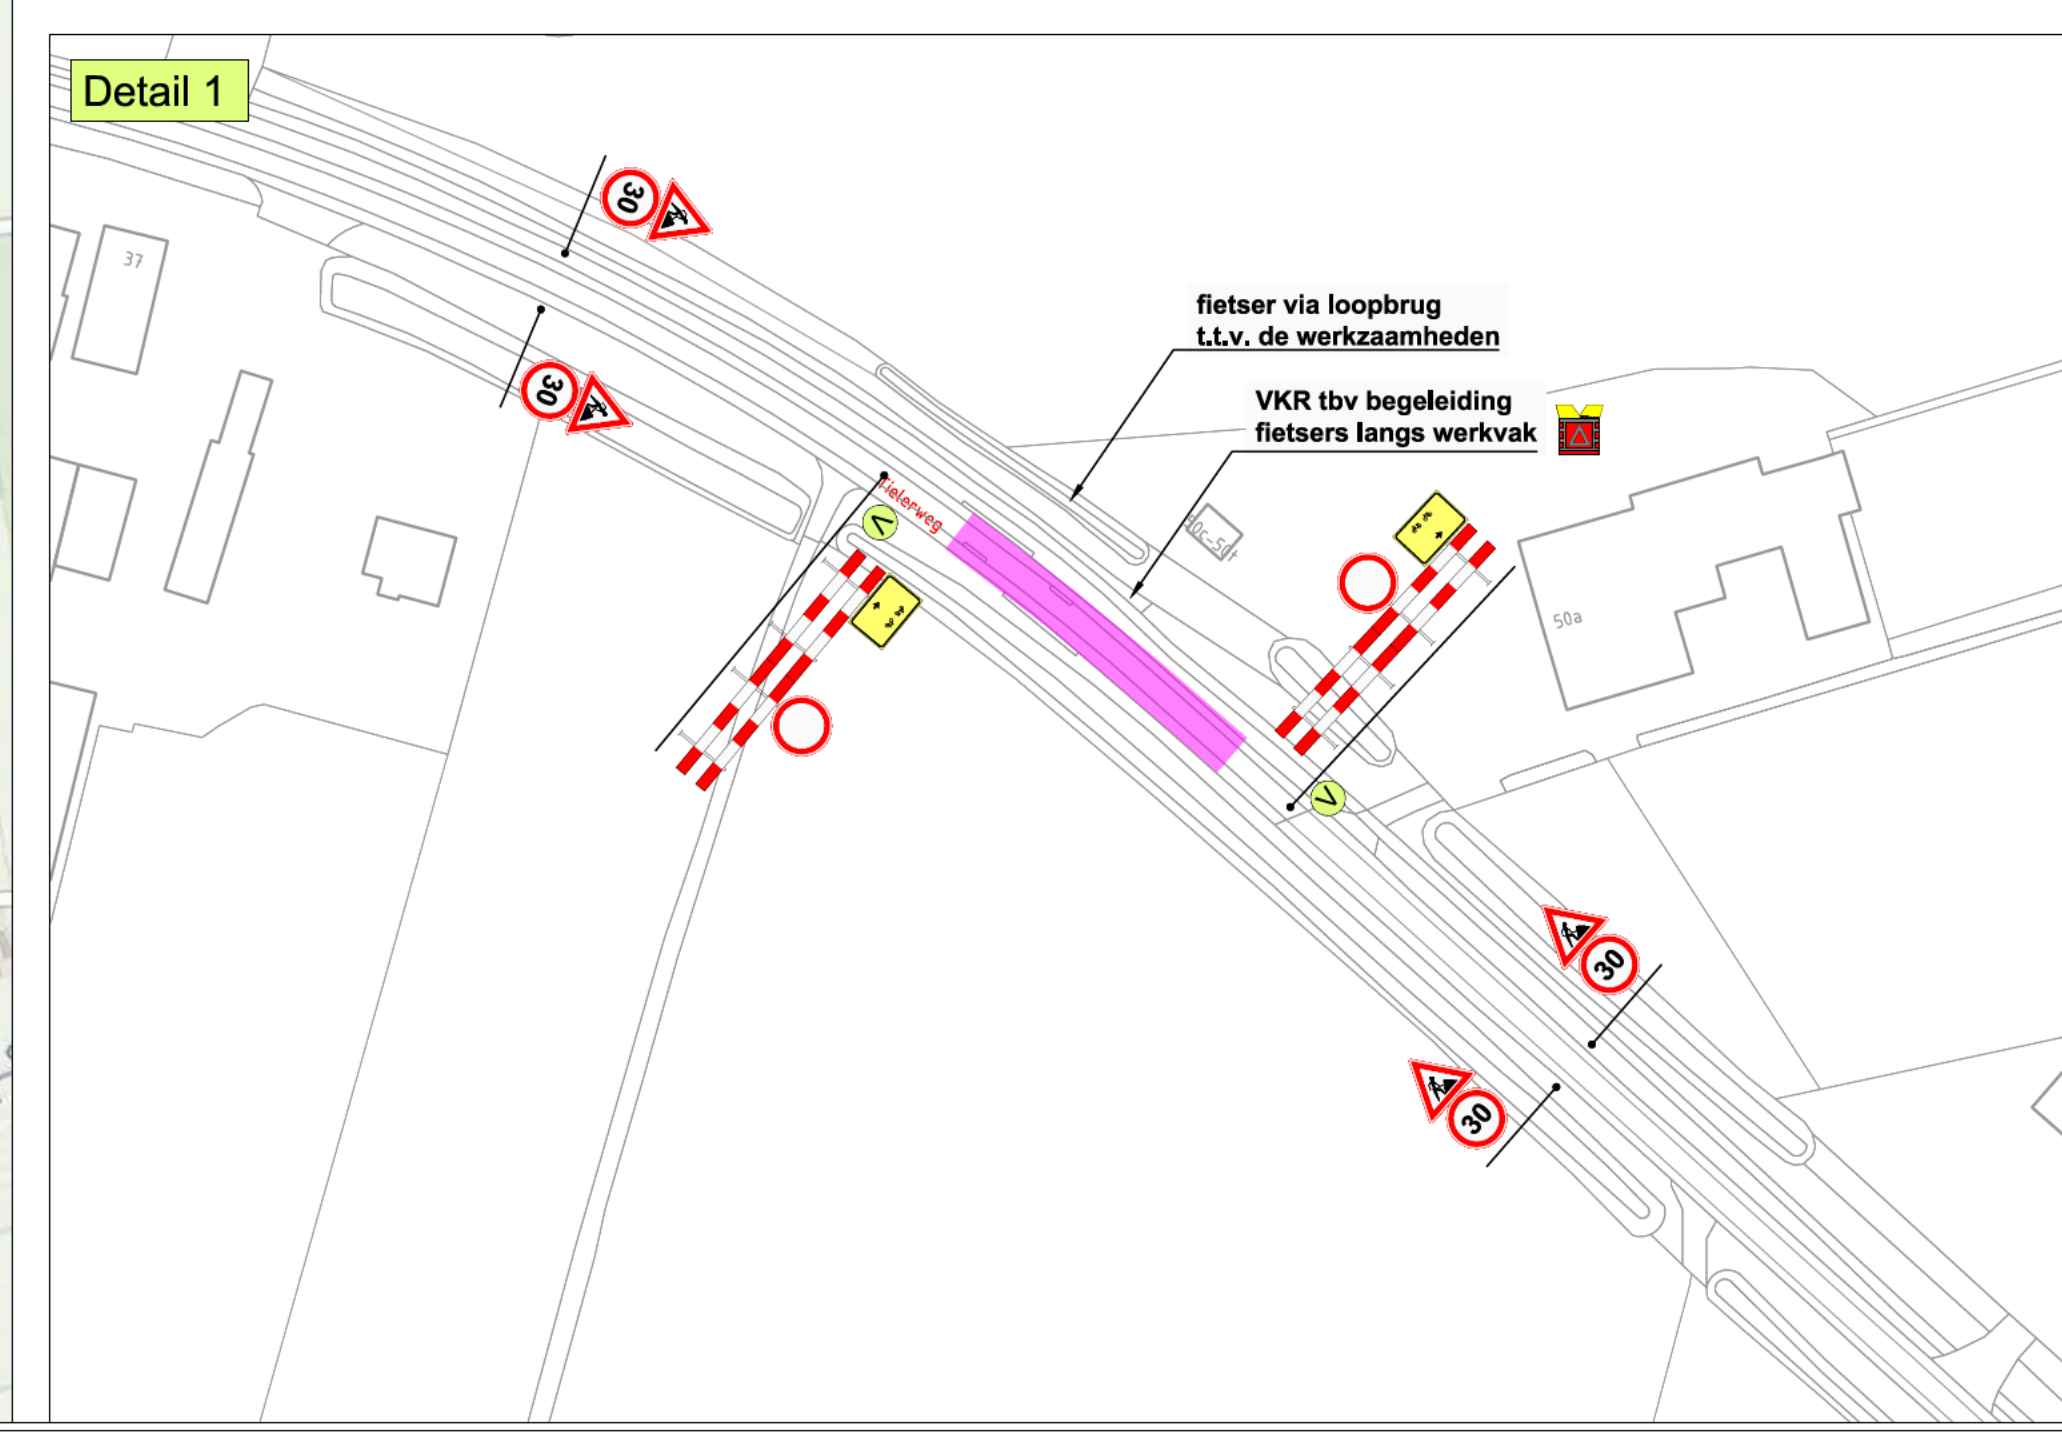 Detail 1
30
37
fietser via loopbrug
t.t.v. de werkzaamheden
30
VKR tbv begeleiding
fietsers langs werkvak
Tielerweg
V
50a
V
30
30